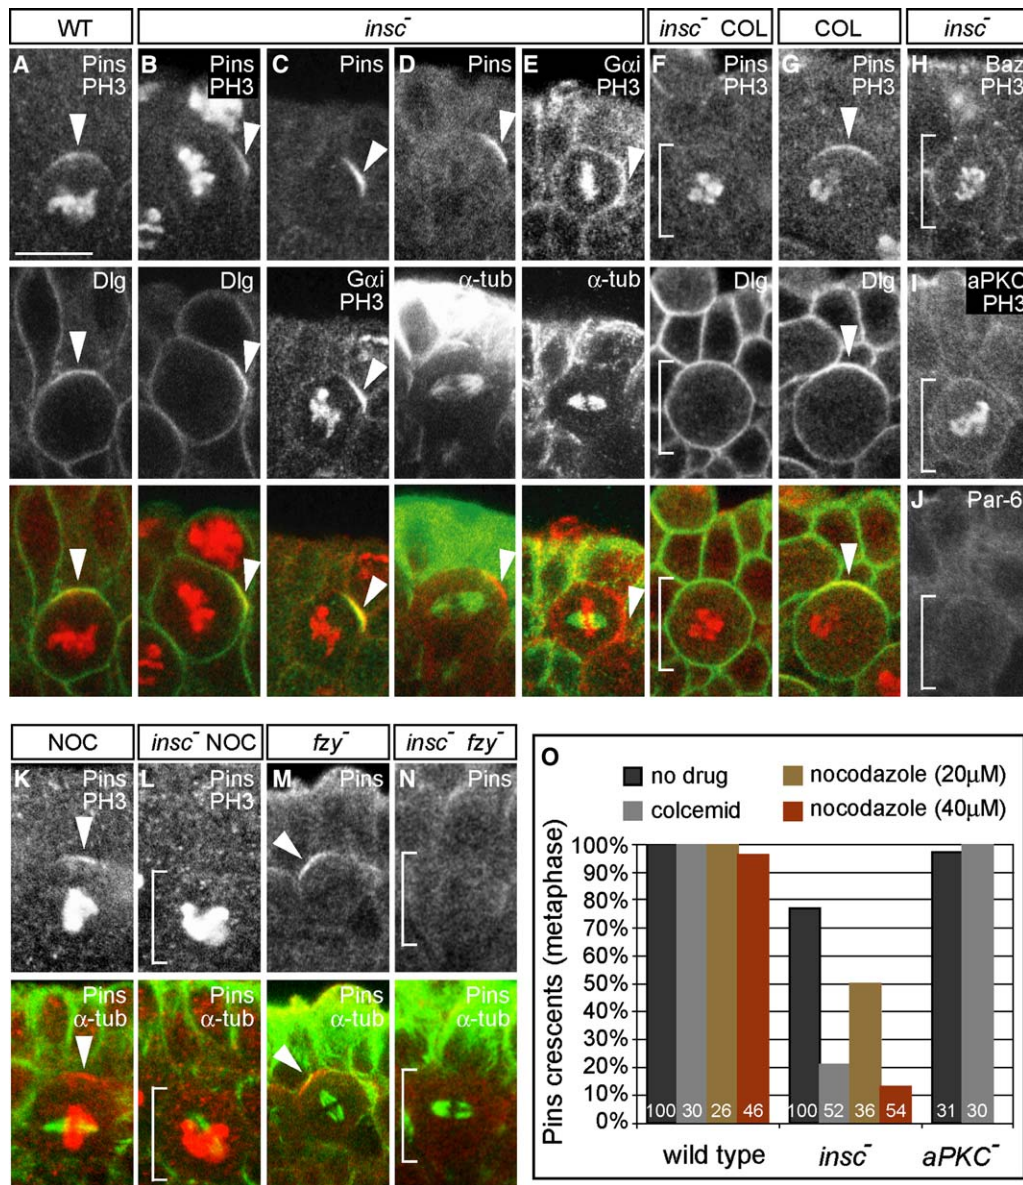 WT
insc⁻
insc⁻ COL
COL
insc⁻
A Pins
PH3
B Pins
PH3
C Pins
D Pins
E Gαi
PH3
F Pins
PH3
G Pins
PH3
H Baz
PH3
Dlg
Dlg
Gαi
PH3
α-tub
α-tub
Dlg
Dlg
I aPKC
PH3
J Par-6
NOC
insc⁻ NOC
fzy⁻
insc⁻ fzy⁻
K Pins
PH3
L Pins
PH3
M Pins
N Pins
Pins
α-tub
Pins
α-tub
Pins
α-tub
Pins
α-tub
O
no drug
nocodazole (20μM)
colcemid
nocodazole (40μM)
Pins crescents (metaphase)
100%
90%
80%
70%
60%
50%
40%
30%
20%
10%
0%
100 30 26 46
100 52 36 54
31 30
wild type
insc⁻
aPKC⁻